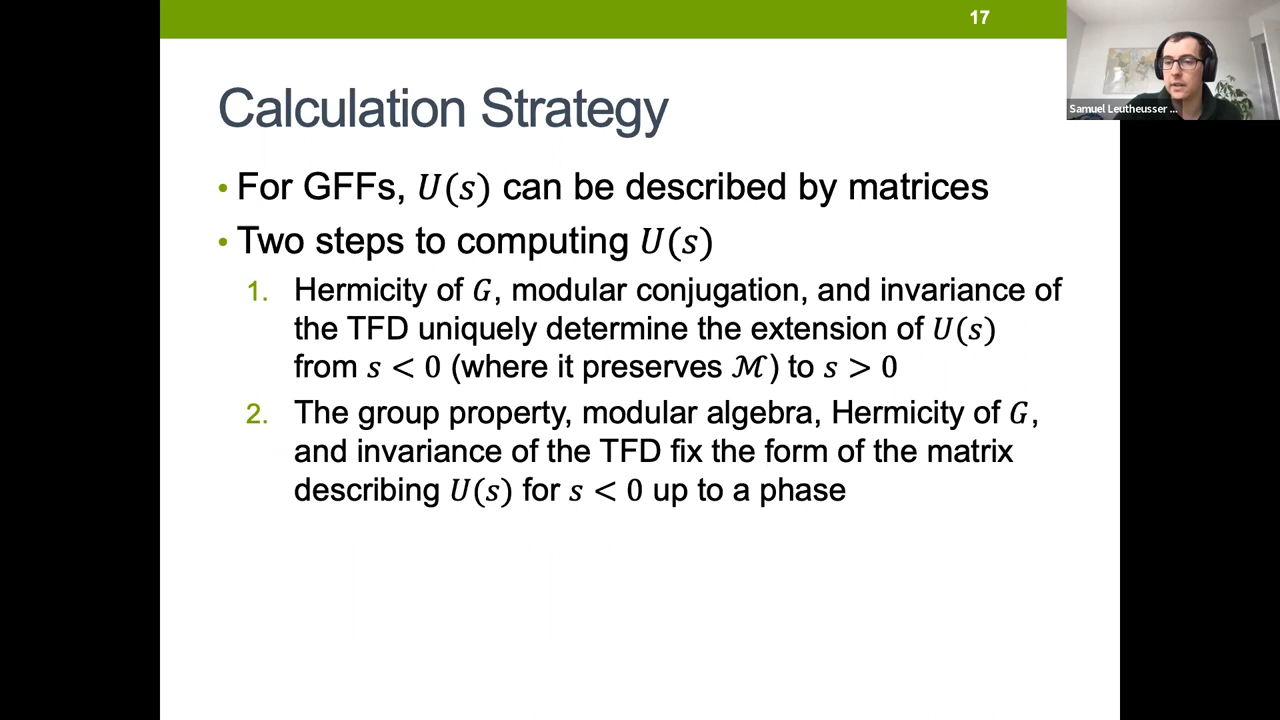 17
Samuel Leutheusser ...
Calculation Strategy
• For GFFs, 𝑈(𝑠) can be described by matrices
• Two steps to computing 𝑈(𝑠)
1. Hermicity of 𝐺, modular conjugation, and invariance of
the TFD uniquely determine the extension of 𝑈(𝑠)
from 𝑠 < 0 (where it preserves ℳ) to 𝑠 > 0
2. The group property, modular algebra, Hermicity of 𝐺,
and invariance of the TFD fix the form of the matrix
describing 𝑈(𝑠) for 𝑠 < 0 up to a phase